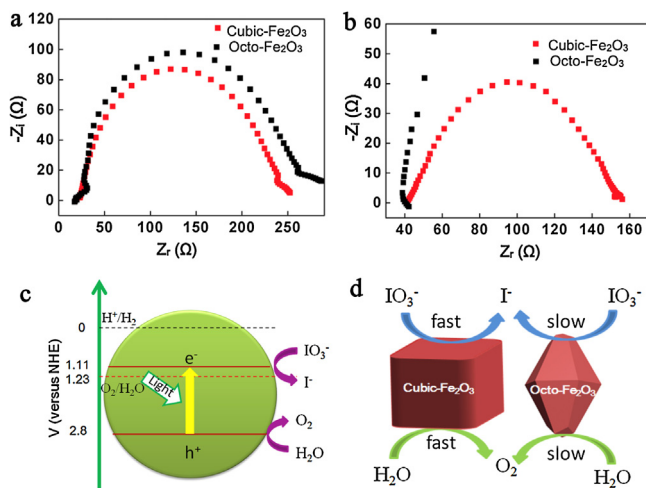 a
120
100
80
60
40
20
0
-Zi (Ω)
Cubic-Fe₂O₃
Octo-Fe₂O₃
0 50 100 150 200 250
Zr (Ω)
b
60
50
40
30
20
10
0
-Zi (Ω)
Cubic-Fe₂O₃
Octo-Fe₂O₃
40 60 80 100 120 140 160
Zr (Ω)
c
V (versus NHE)
0
1.11
1.23
2.8
H⁺/H₂
e⁻
O₂/H₂O
Light
h⁺
IO₃⁻
I⁻
O₂
H₂O
d
IO₃⁻ I⁻ IO₃⁻
fast slow
Cubic-Fe₂O₃ Octo-Fe₂O₃
fast slow
H₂O O₂ H₂O